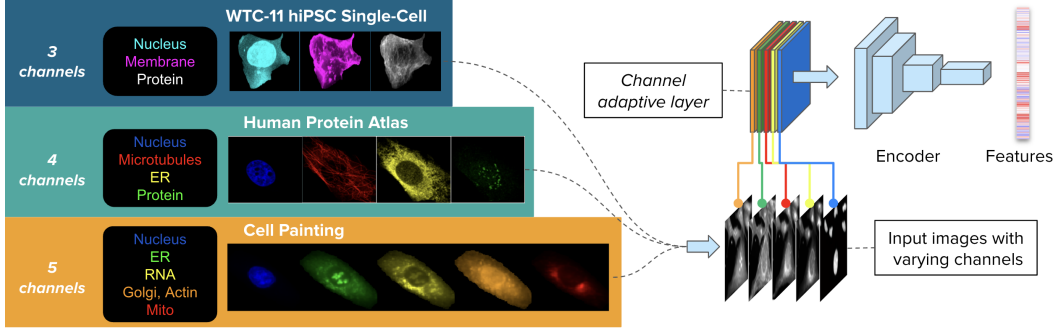 WTC-11 hiPSC Single-Cell
3
channels
Nucleus
Membrane
Protein
Human Protein Atlas
4
channels
Nucleus
Microtubules
ER
Protein
Cell Painting
5
channels
Nucleus
ER
RNA
Golgi, Actin
Mito
Channel
adaptive layer
Encoder
Features
Input images with
varying channels